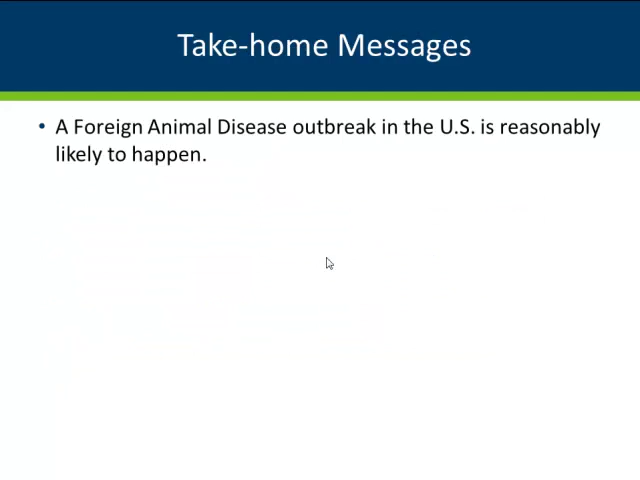 Take-home Messages
• A Foreign Animal Disease outbreak in the U.S. is reasonably
likely to happen.